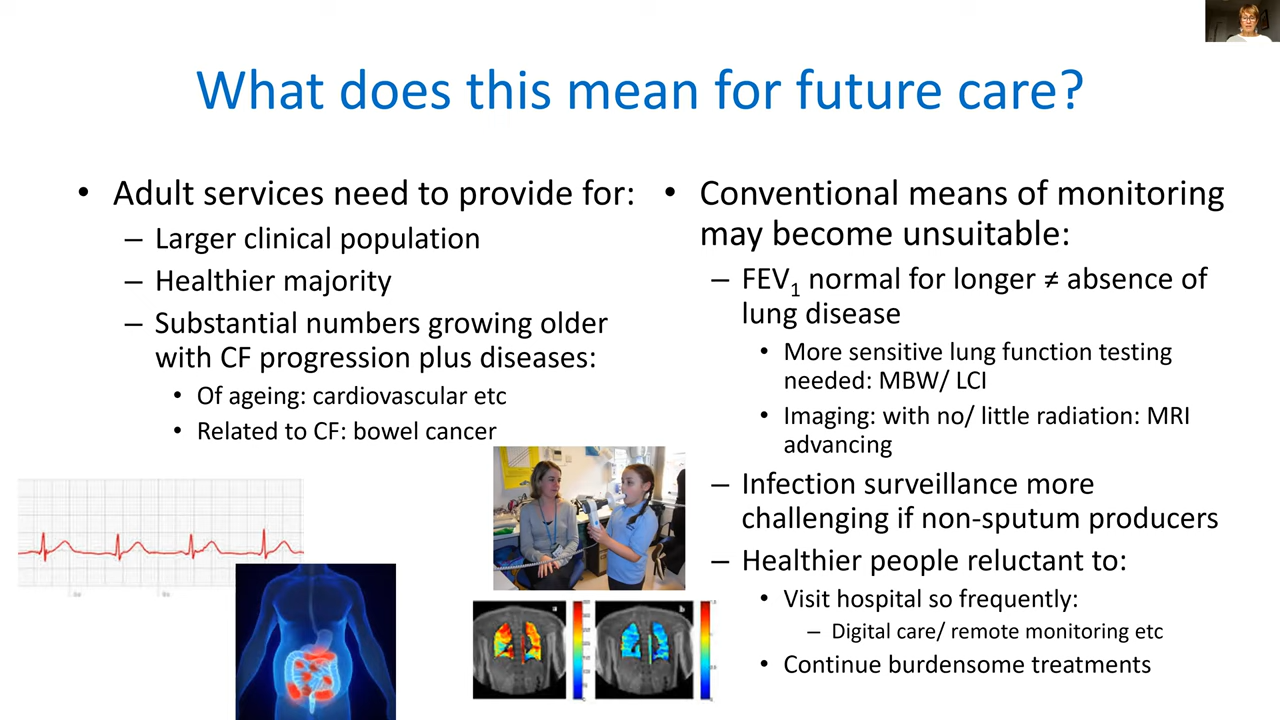 What does this mean for future care?
• Adult services need to provide for:
– Larger clinical population
– Healthier majority
– Substantial numbers growing older
with CF progression plus diseases:
• Of ageing: cardiovascular etc
• Related to CF: bowel cancer
• Conventional means of monitoring
may become unsuitable:
– FEV1 normal for longer ≠ absence of
lung disease
• More sensitive lung function testing
needed: MBW/ LCI
• Imaging: with no/ little radiation: MRI
advancing
– Infection surveillance more
challenging if non-sputum producers
– Healthier people reluctant to:
• Visit hospital so frequently:
– Digital care/ remote monitoring etc
• Continue burdensome treatments
a
b